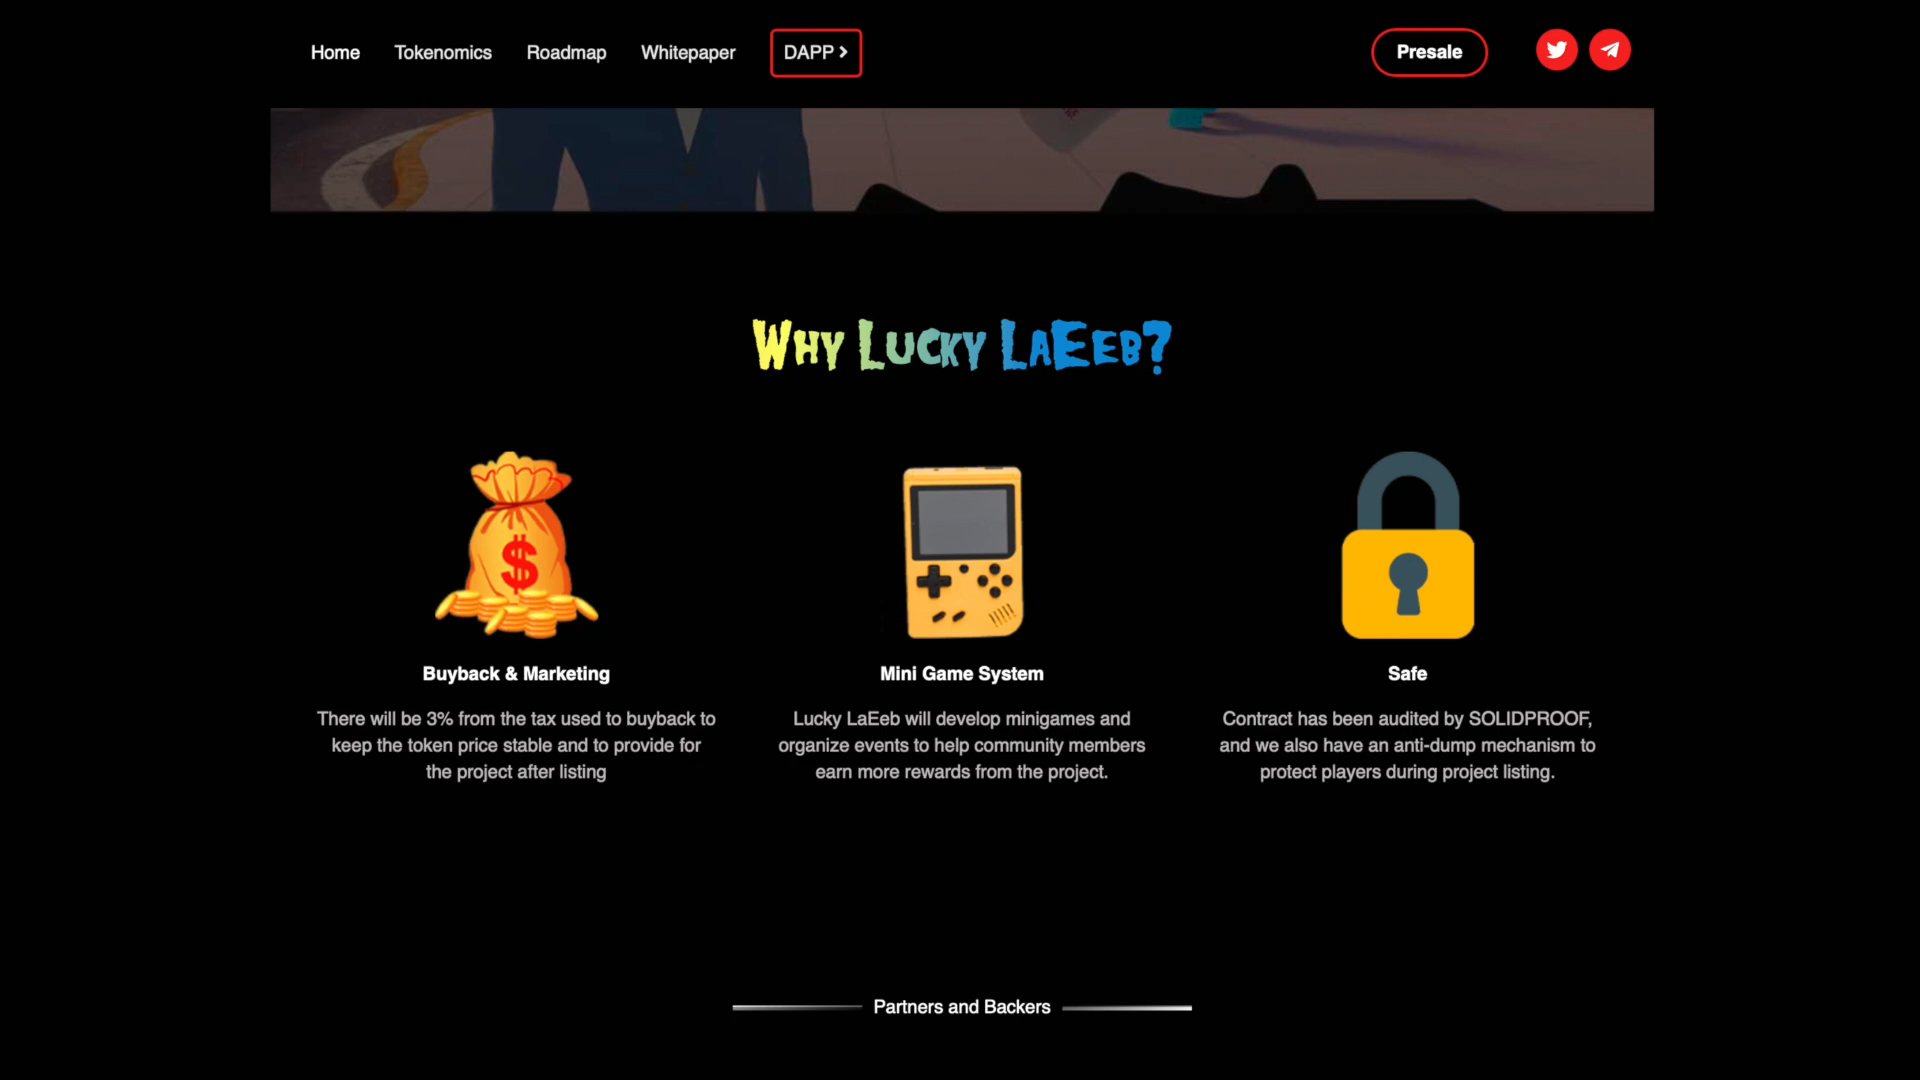 Home Tokenomics Roadmap Whitepaper DAPP Presale
Why Lucky LaEeb?
$
Buyback & Marketing
There will be 3% from the tax used to buyback to
keep the token price stable and to provide for
the project after listing
Mini Game System
Lucky LaEeb will develop minigames and
organize events to help community members
earn more rewards from the project.
Safe
Contract has been audited by SOLIDPROOF,
and we also have an anti-dump mechanism to
protect players during project listing.
Partners and Backers